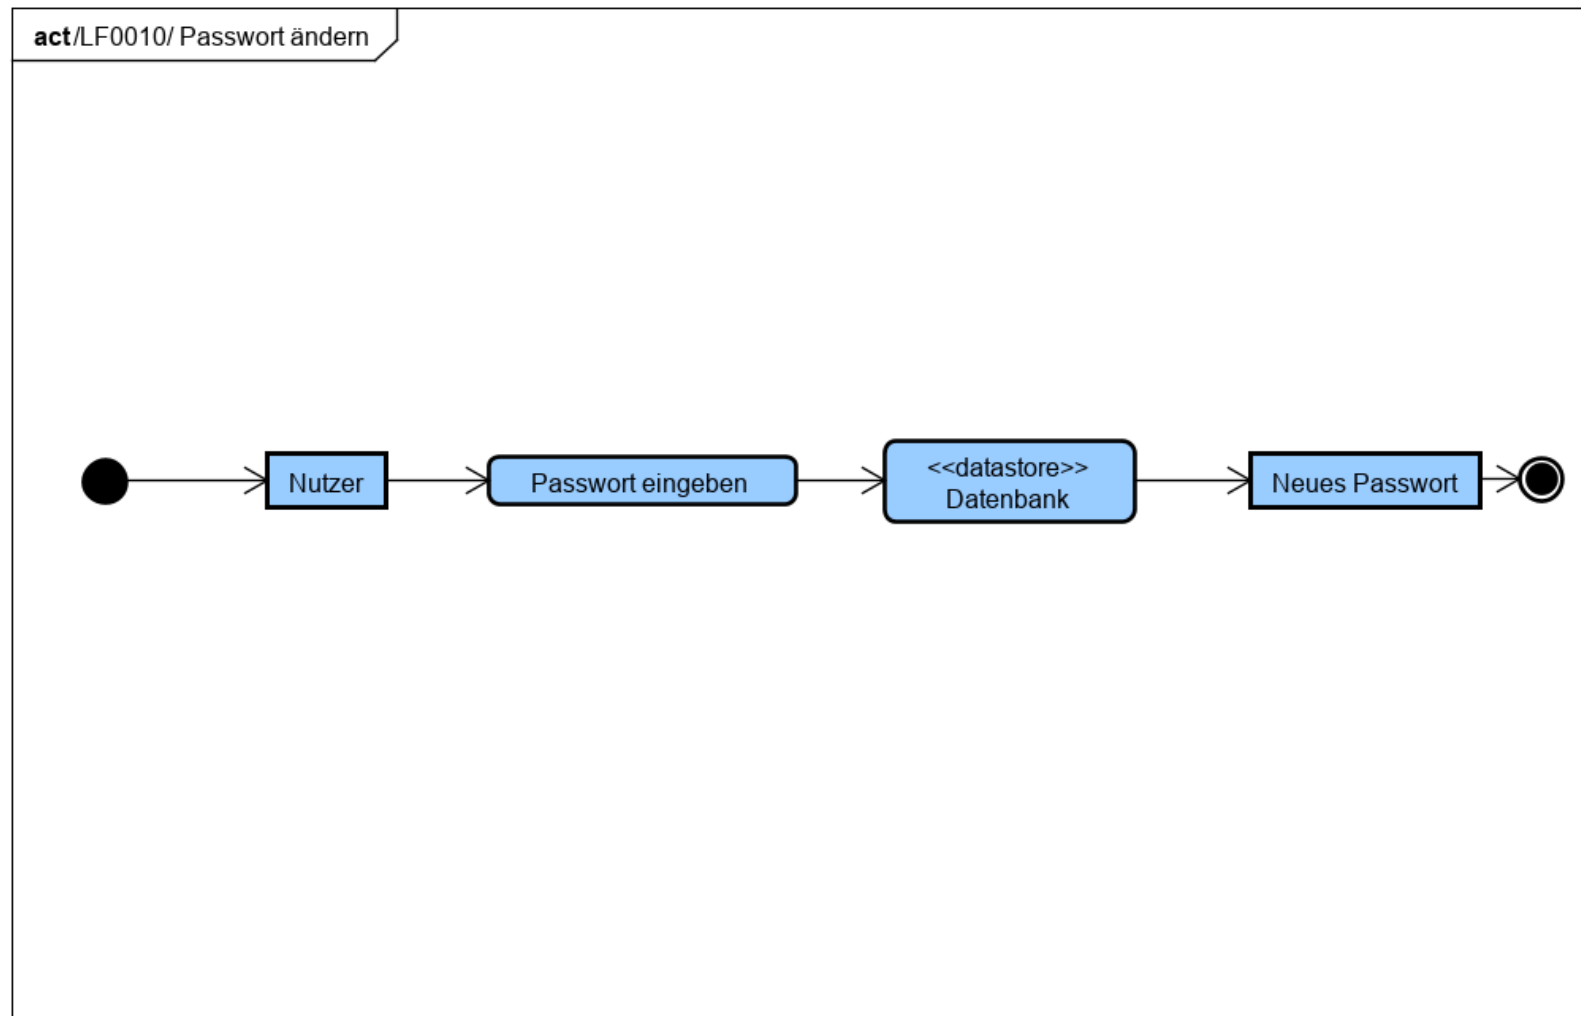 act/LF0010/ Passwort ändern
Nutzer
Passwort eingeben
<<datastore>>
Datenbank
Neues Passwort